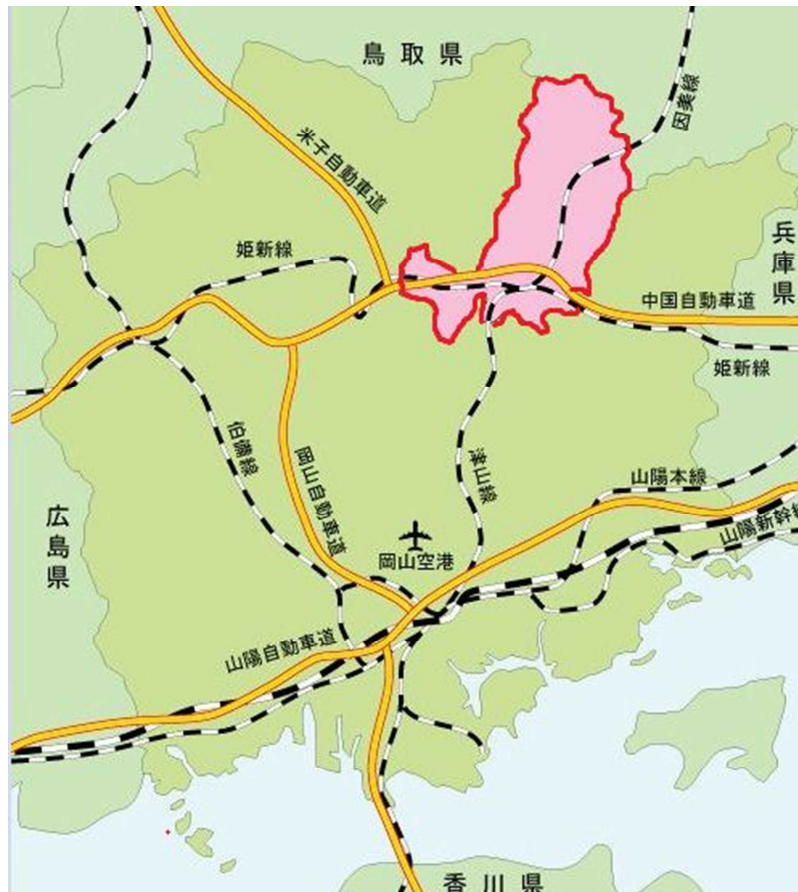 鳥取県
因美線
米子自動車道
兵庫県
姫新線
中国自動車道
姫新線
伯備線
岡山自動車道
津山線
山陽本線
広島県
山陽新幹線
岡山空港
山陽自動車道
香川県